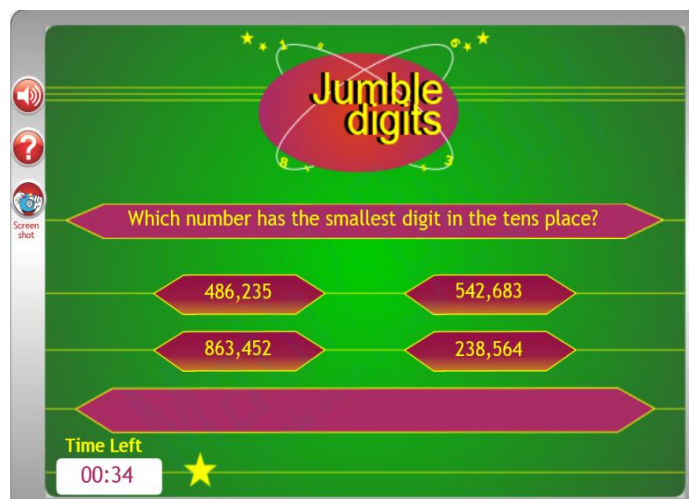 Jumble
digits
Screen
shot
Which number has the smallest digit in the tens place?
486,235 542,683
863,452 238,564
Time Left
00:34